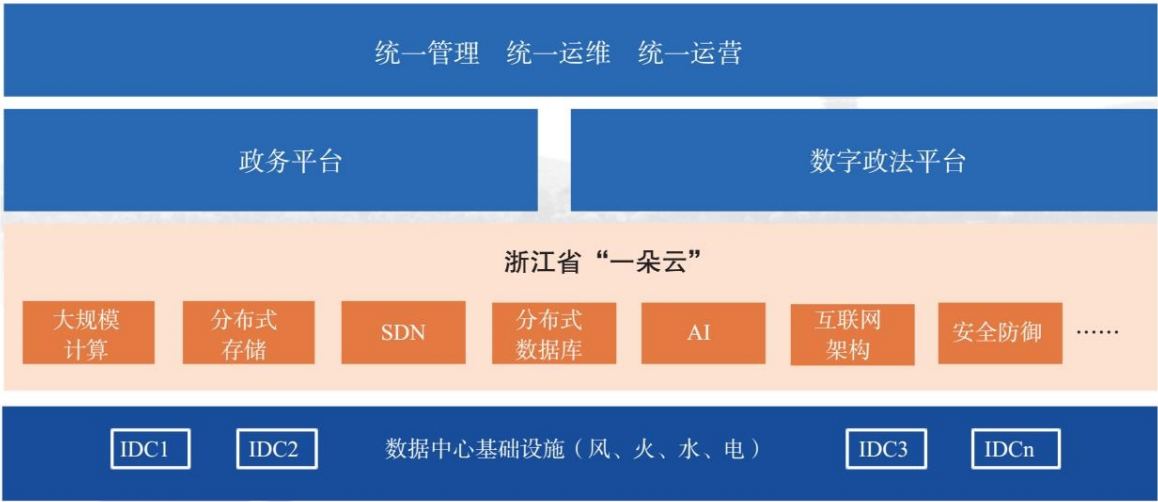 统一管理 统一运维 统一运营
政务平台
数字政法平台
浙江省“一朵云”
大规模
计算
分布式
存储
SDN
分布式
数据库
AI
互联网
架构
安全防御
……
IDC1
IDC2
数据中心基础设施（风、火、水、电）
IDC3
IDCn